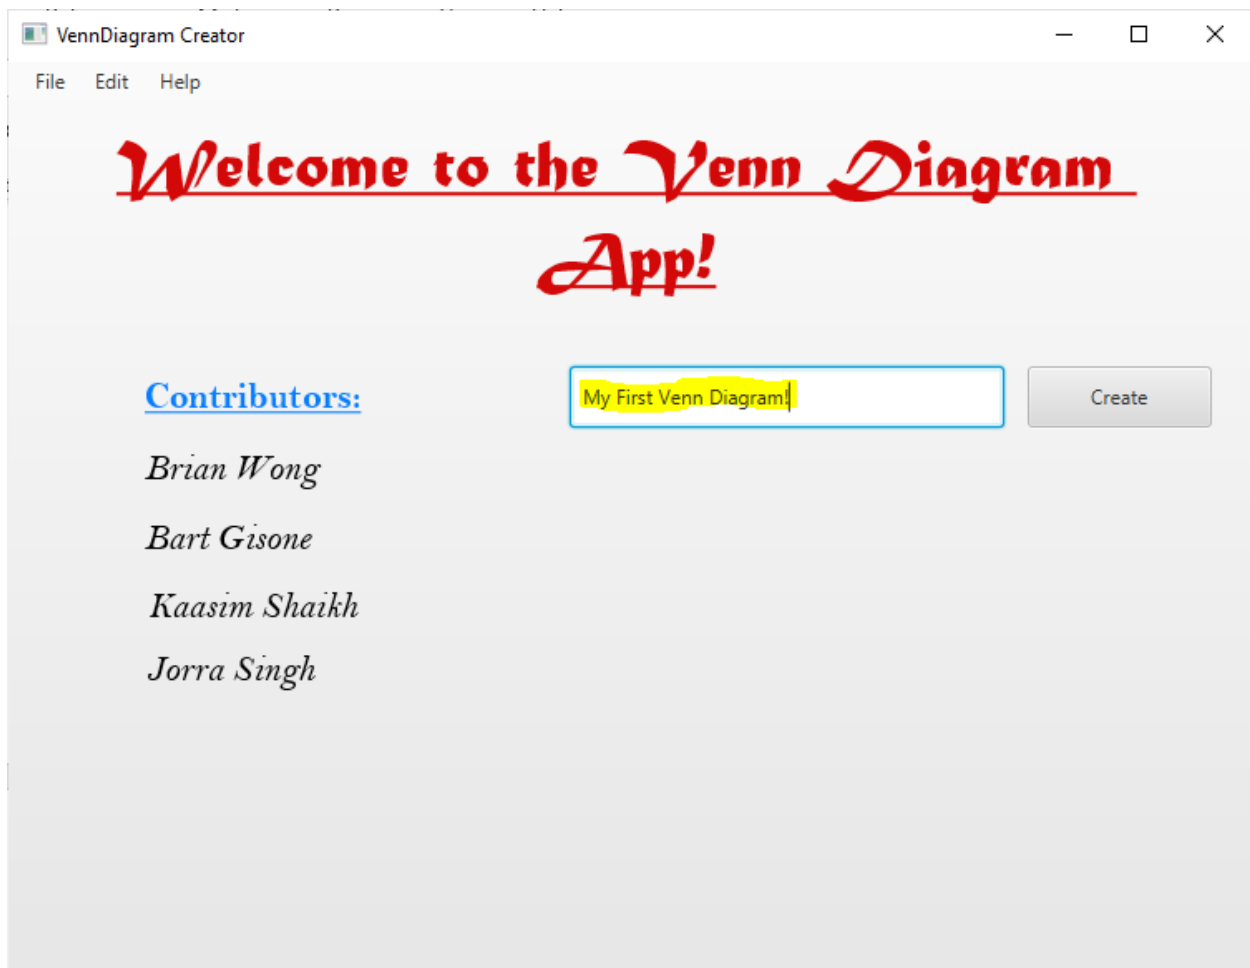 VennDiagram Creator
File Edit Help
Welcome to the Venn Diagram
App!
Contributors:
My First Venn Diagram!
Create
Brian Wong
Bart Gisone
Kaasim Shaikh
Jorra Singh